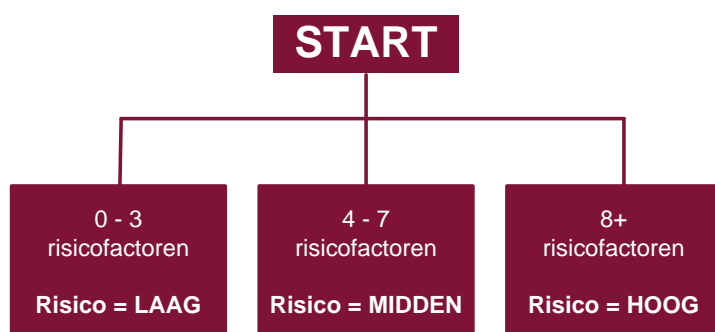 START
0 - 3
risicofactoren
Risico = LAAG
4 - 7
risicofactoren
Risico = MIDDEN
8+
risicofactoren
Risico = HOOG